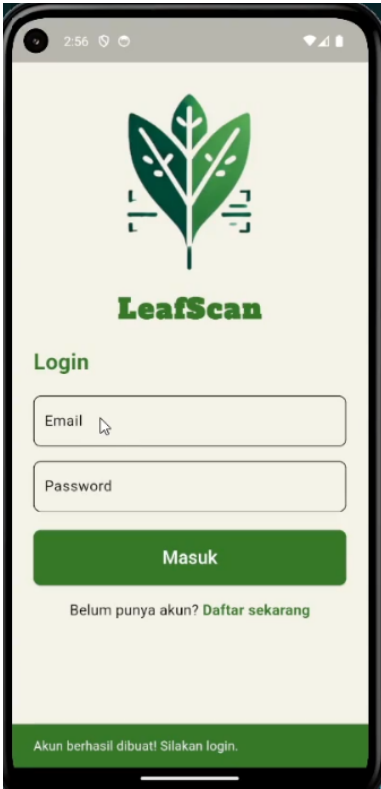 2:56
LeafScan
Login
Email
Password
Masuk
Belum punya akun? Daftar sekarang
Akun berhasil dibuat! Silakan login.